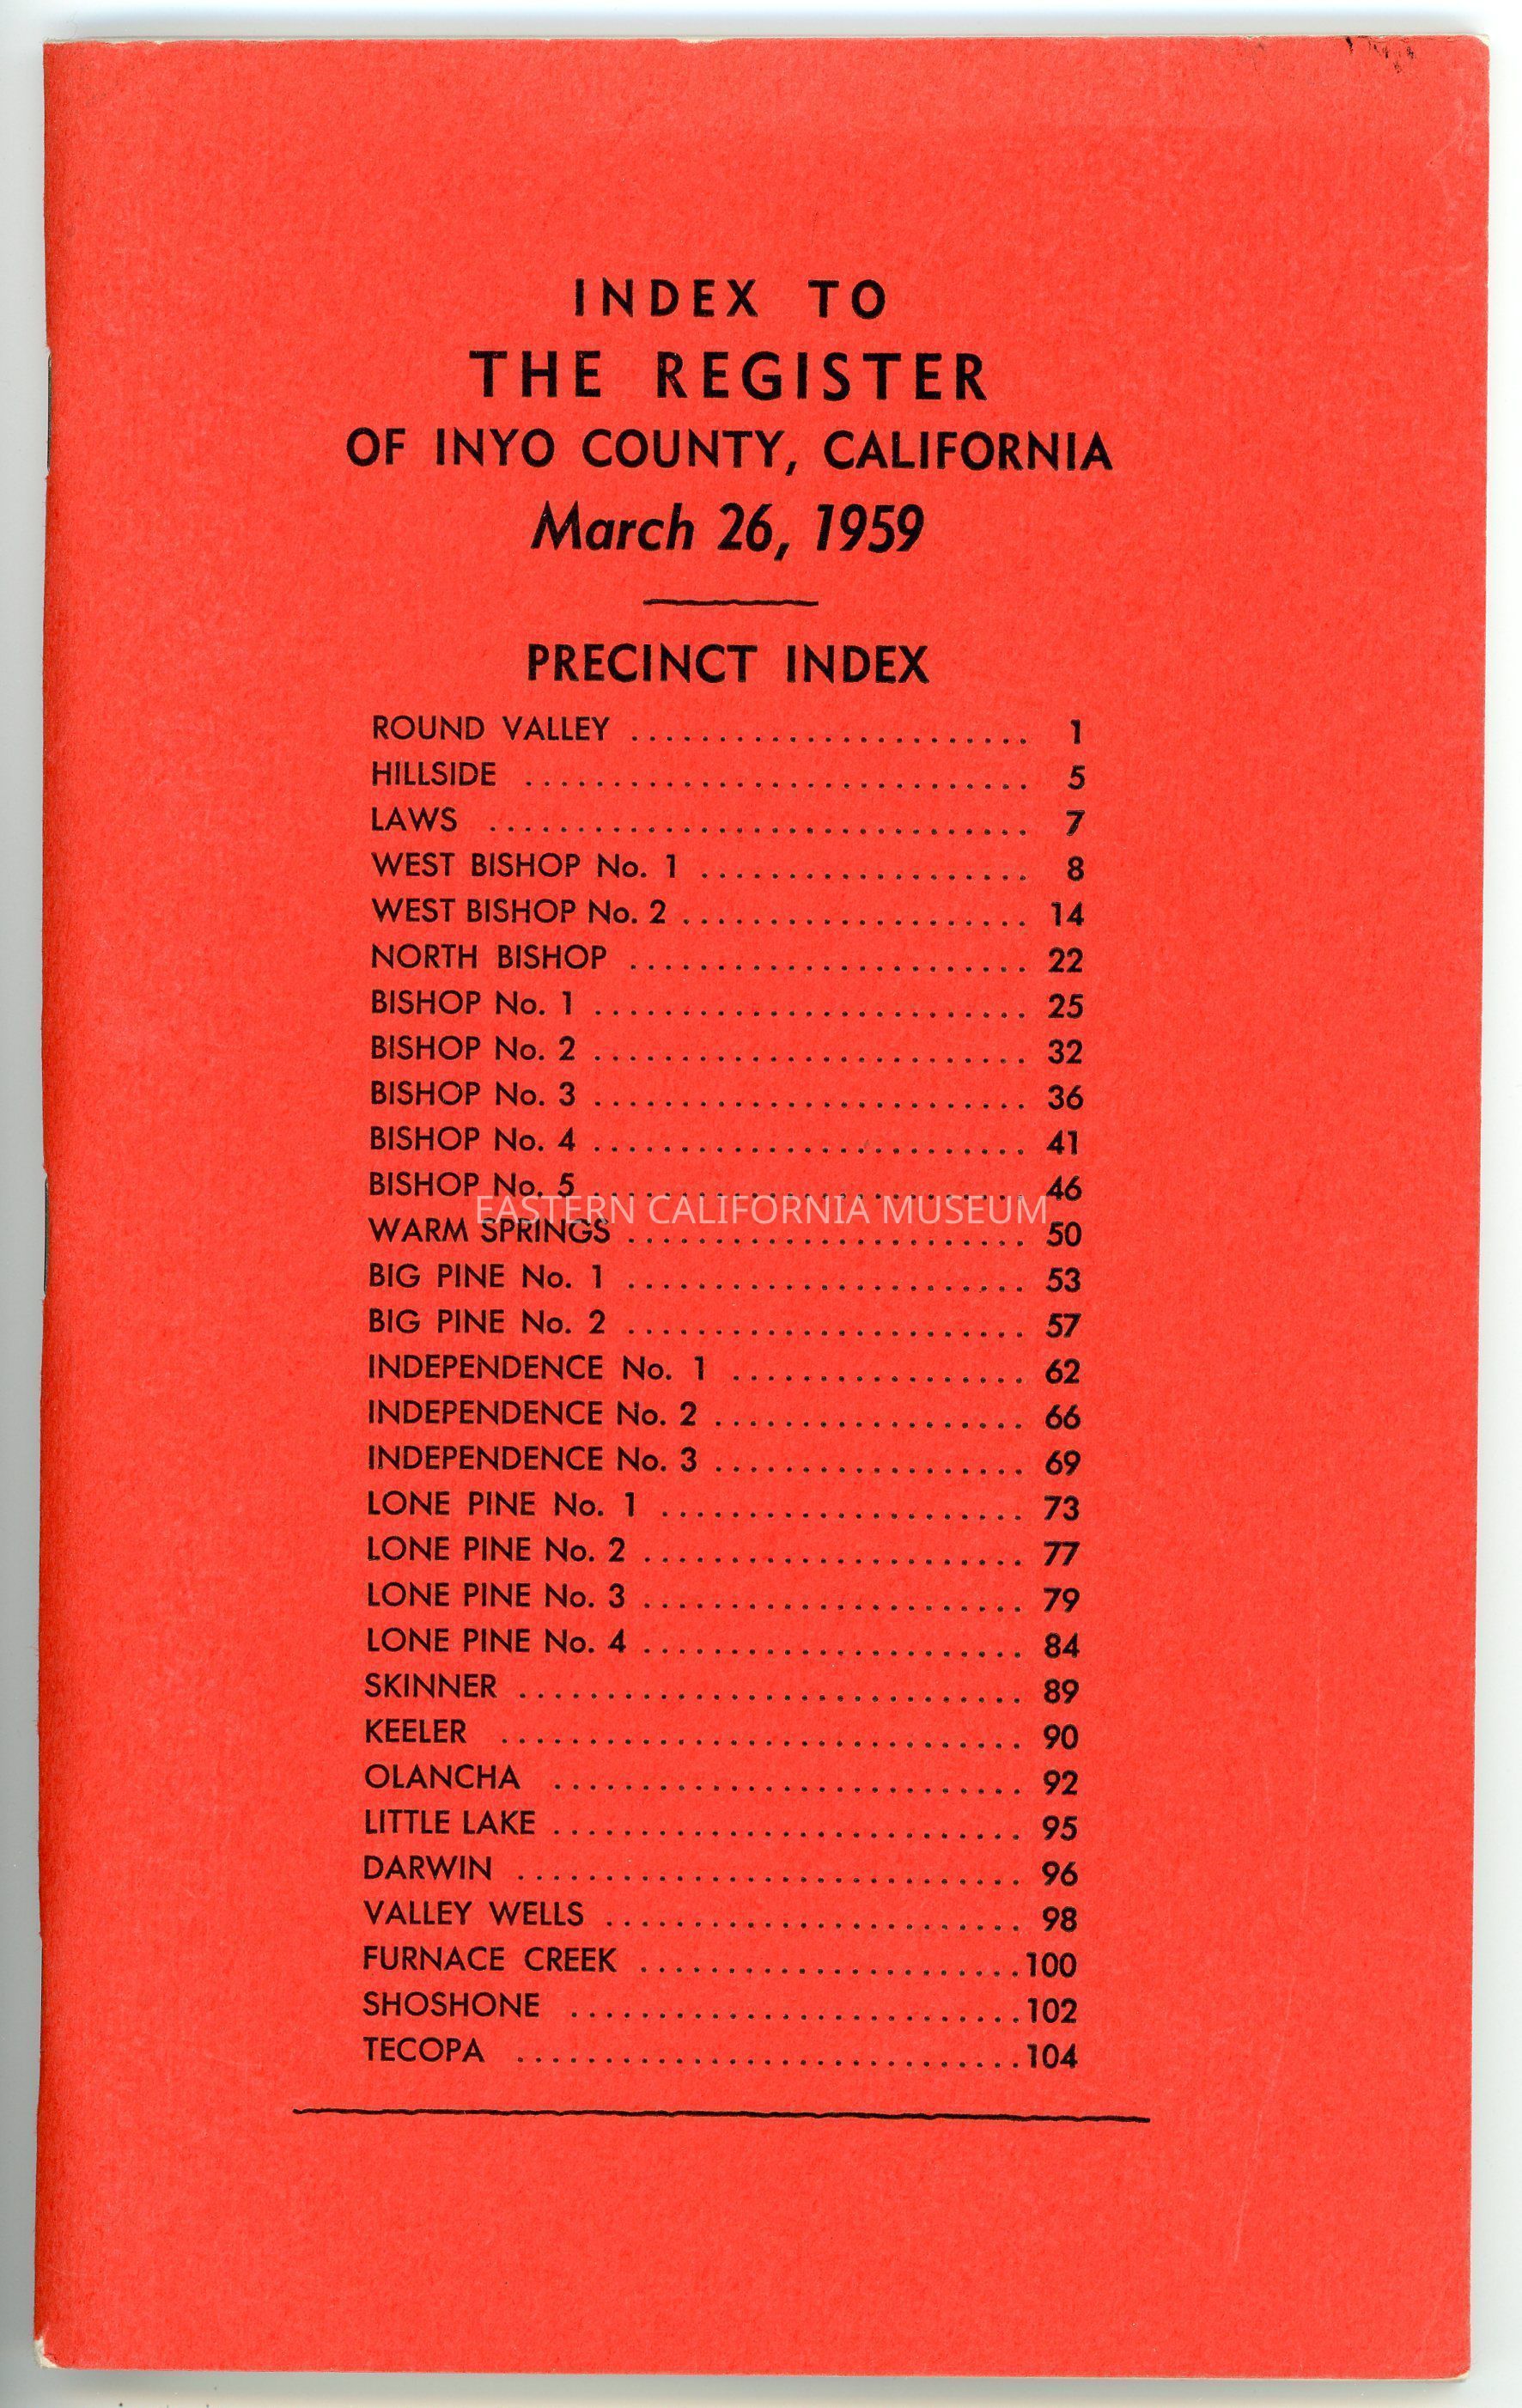 INDEX TO
THE REGISTER
OF INYO COUNTY, CALIFORNIA
March 26, 1959
PRECINCT INDEX
ROUND VALLEY ....................... 1
HILLSIDE ............................. 5
LAWS ............................... 7
WEST BISHOP No. 1 ................... 8
WEST BISHOP No. 2 .................... 14
NORTH BISHOP ....................... 22
BISHOP No. 1 ......................... 25
BISHOP No. 2 ......................... 32
BISHOP No. 3 ......................... 36
BISHOP No. 4 ......................... 41
BISHOP No. 5 ......................... 46
EASTERN CALIFORNIA MUSEUM
WARM SPRINGS ....................... 50
BIG PINE No. 1 ....................... 53
BIG PINE No. 2 ....................... 57
INDEPENDENCE No. 1 ................. 62
INDEPENDENCE No. 2 .................. 66
INDEPENDENCE No. 3 .................. 69
LONE PINE No. 1 ..................... 73
LONE PINE No. 2 ...................... 77
LONE PINE No. 3 ...................... 79
LONE PINE No. 4 ...................... 84
SKINNER ............................. 89
KEELER .............................. 90
OLANCHA ........................... 92
LITTLE LAKE ........................... 95
DARWIN ............................. 96
VALLEY WELLS ........................ 98
FURNACE CREEK ......................100
SHOSHONE ..........................102
TECOPA .............................104